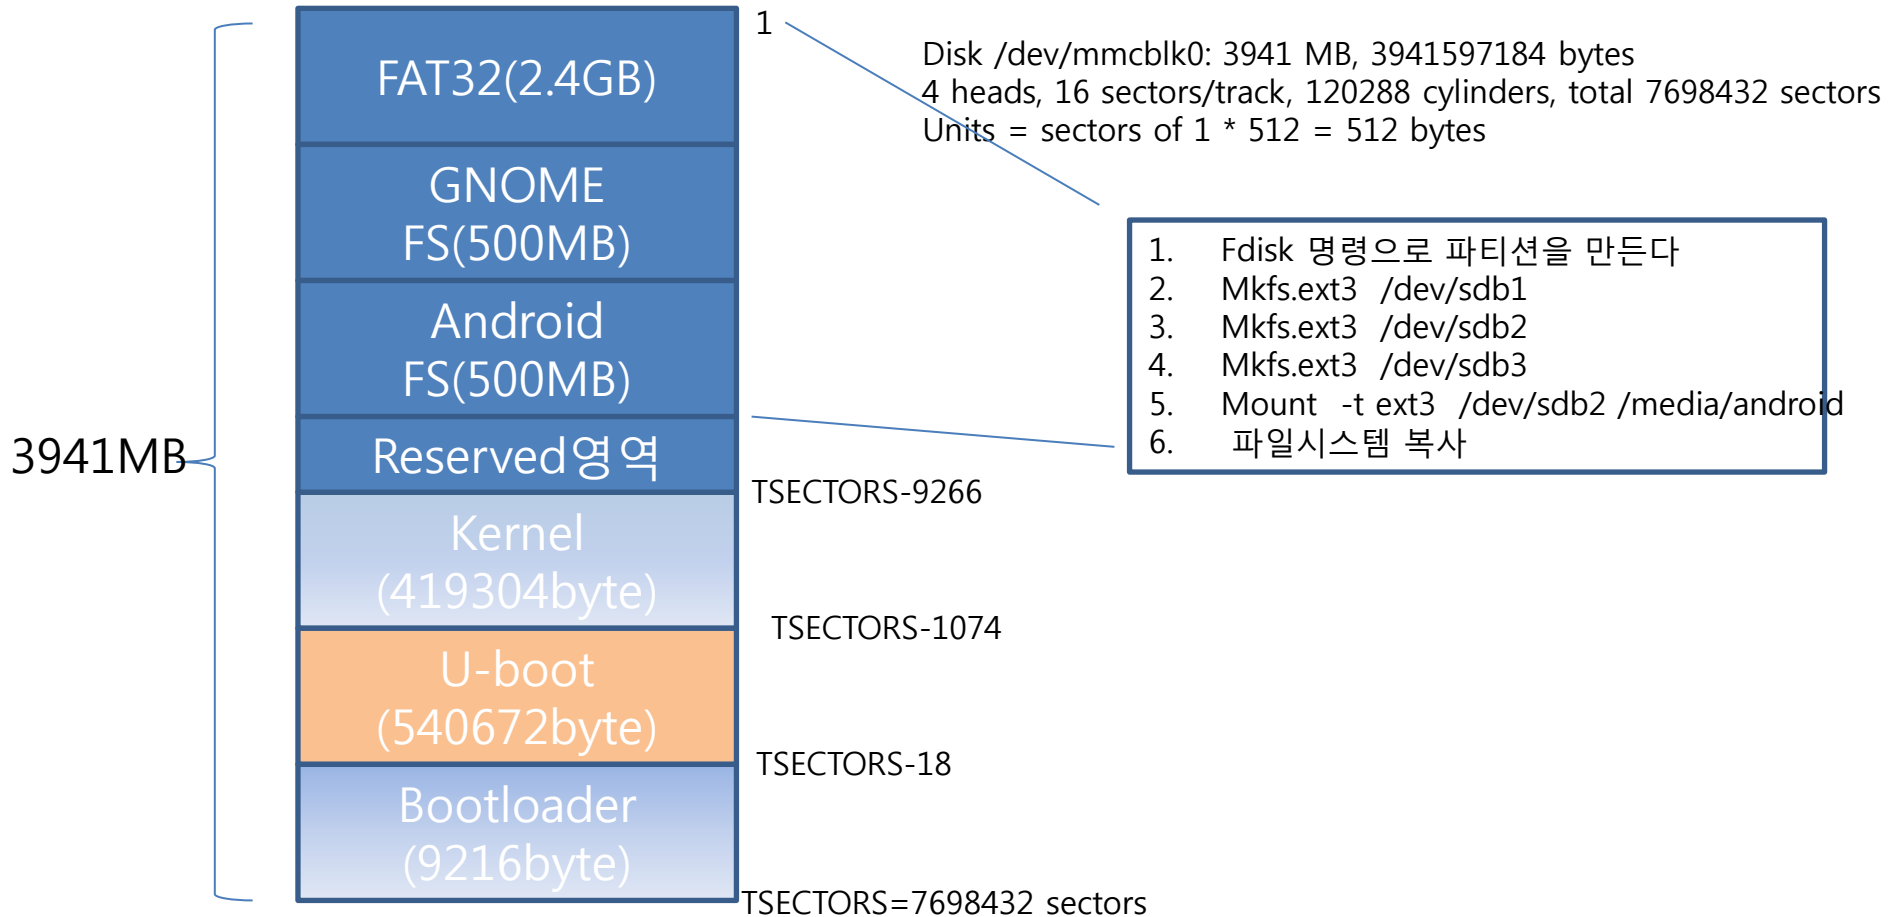 1
Disk /dev/mmcblk0: 3941 MB, 3941597184 bytes
4 heads, 16 sectors/track, 120288 cylinders, total 7698432 sectors
Units = sectors of 1 * 512 = 512 bytes
FAT32(2.4GB)
GNOME
FS(500MB)
Android
FS(500MB)
Reserved영역
3941MB
1. Fdisk 명령으로 파티션을 만든다
2. Mkfs.ext3 /dev/sdb1
3. Mkfs.ext3 /dev/sdb2
4. Mkfs.ext3 /dev/sdb3
5. Mount -t ext3 /dev/sdb2 /media/android
6. 파일시스템 복사
TSECTORS-9266
Kernel
(419304byte)
TSECTORS-1074
U-boot
(540672byte)
TSECTORS-18
Bootloader
(9216byte)
TSECTORS=7698432 sectors